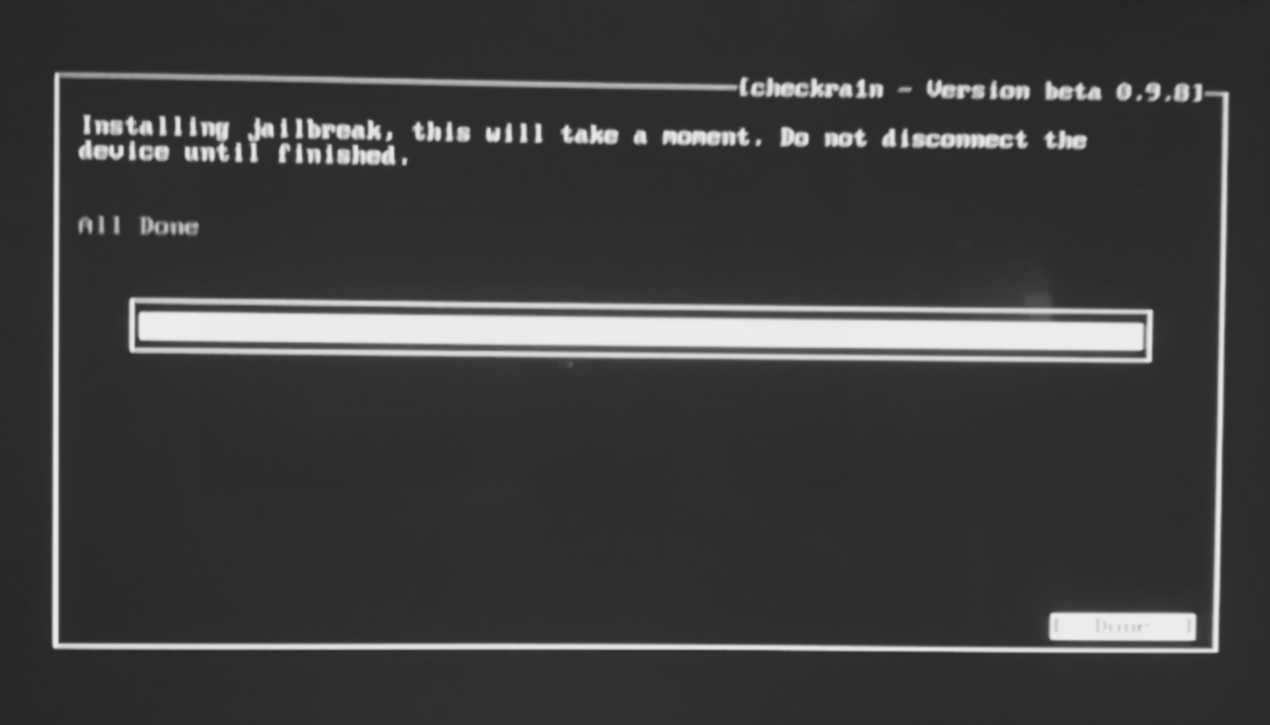 [checkra1n - Version beta 0.9.8]
Installing jailbreak, this will take a moment. Do not disconnect the
device until finished.
All Done
[ Done ]